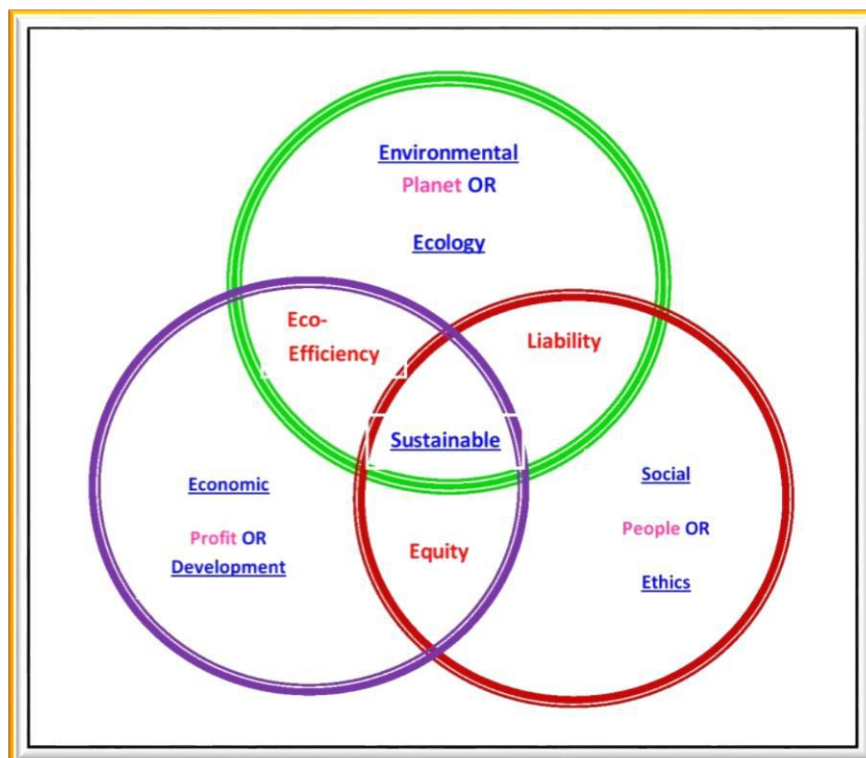 Environmental
Planet OR
Ecology
Eco-
Efficiency
Liability
Sustainable
Economic
Profit OR
Development
Equity
Social
People OR
Ethics